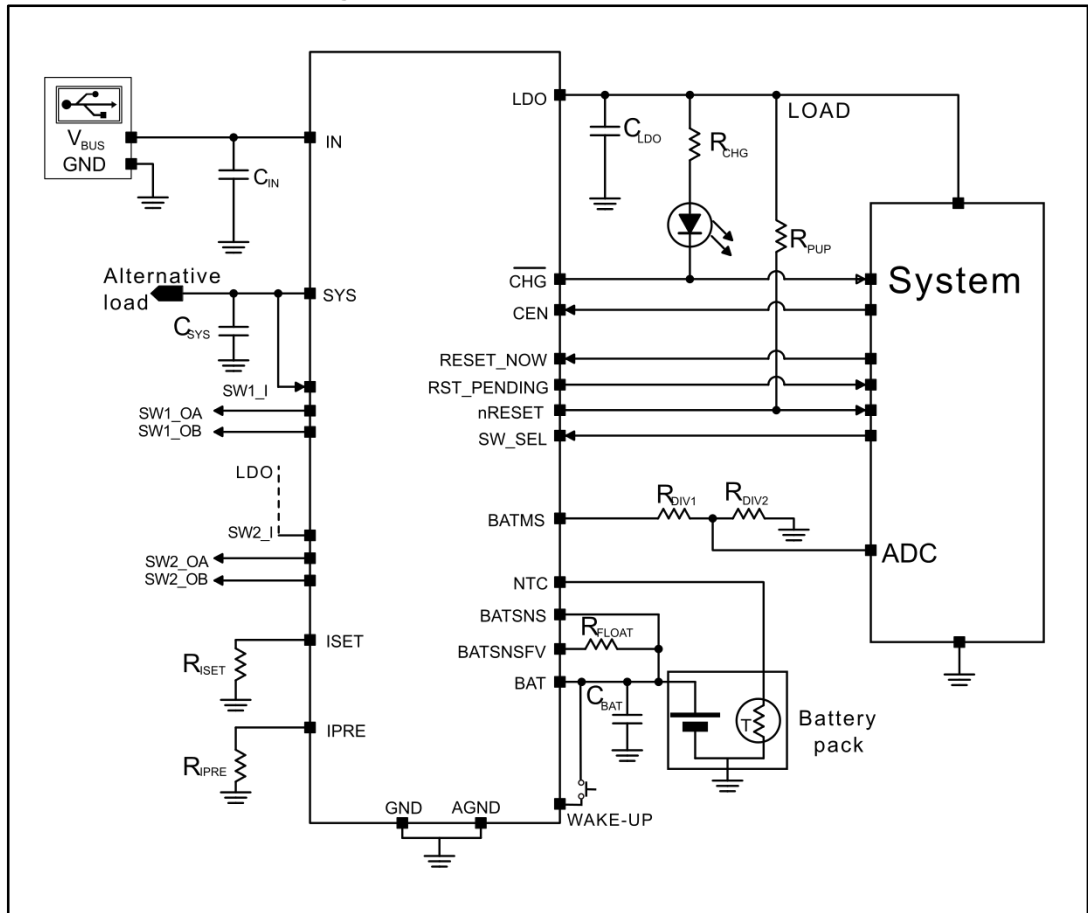 LDO
LOAD
CLDO
RCHG
VBUS
GND
IN
CIN
RPUP
System
Alternative
load
SYS
CSYS
CHG
CEN
RESET_NOW
RST_PENDING
nRESET
SW_SEL
SW1_I
SW1_OA
SW1_OB
LDO
SW2_I
SW2_OA
SW2_OB
BATMS
RDIV1
RDIV2
ADC
NTC
BATSNS
RFLOAT
BATSNSFV
BAT
CBAT
T
Battery
pack
ISET
RISET
IPRE
RIPRE
GND
AGND
WAKE-UP